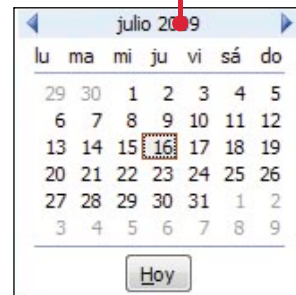 julio 2009
lu ma mi ju vi sá do
29 30 1 2 3 4 5
6 7 8 9 10 11 12
13 14 15 16 17 18 19
20 21 22 23 24 25 26
27 28 29 30 31 1 2
3 4 5 6 7 8 9
Hoy